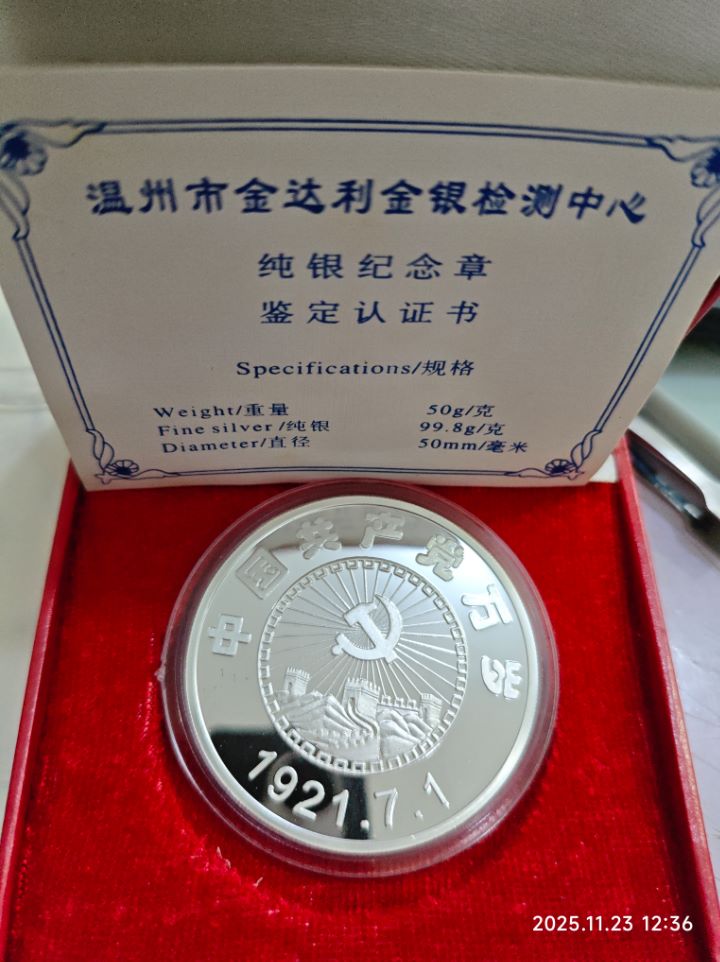 温州市金达利金银检测中心
纯银纪念章
鉴定认证书
Specifications/规格
Weight/重量 50g/克
Fine silver/纯银 99.8g/克
Diameter/直径 50mm/毫米
中国共产党万岁
1921.7.1
2025.11.23 12:36